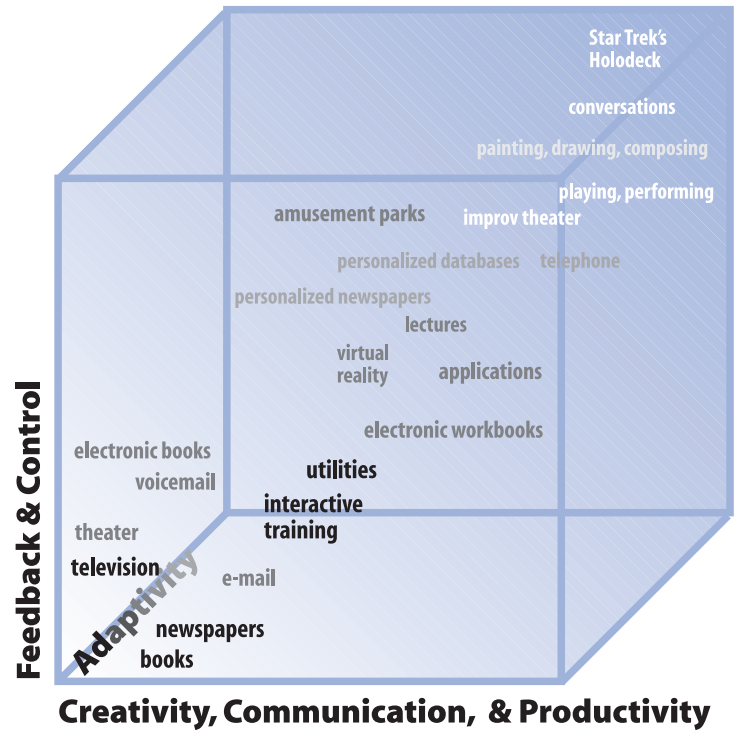 Star Trek's
Holodeck
conversations
painting, drawing, composing
playing, performing
amusement parks
improv theater
personalized databases
telephone
personalized newspapers
lectures
virtual
reality
applications
electronic workbooks
electronic books
utilities
voicemail
interactive
training
theater
television
e-mail
Adaptivity
newspapers
books
Feedback & Control
Creativity, Communication, & Productivity